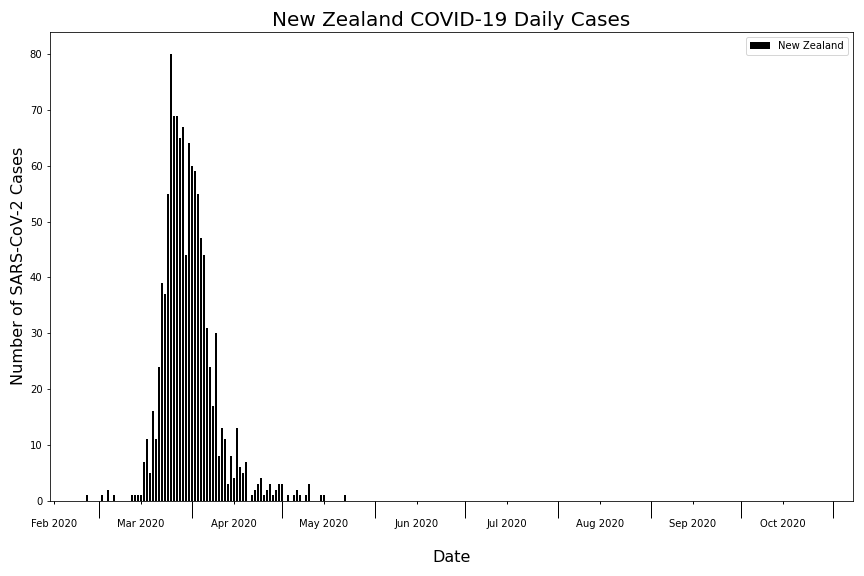 New Zealand COVID-19 Daily Cases
New Zealand
Number of SARS-CoV-2 Cases
80
70
60
50
40
30
20
10
0
Feb 2020 Mar 2020 Apr 2020 May 2020 Jun 2020 Jul 2020 Aug 2020 Sep 2020 Oct 2020
Date